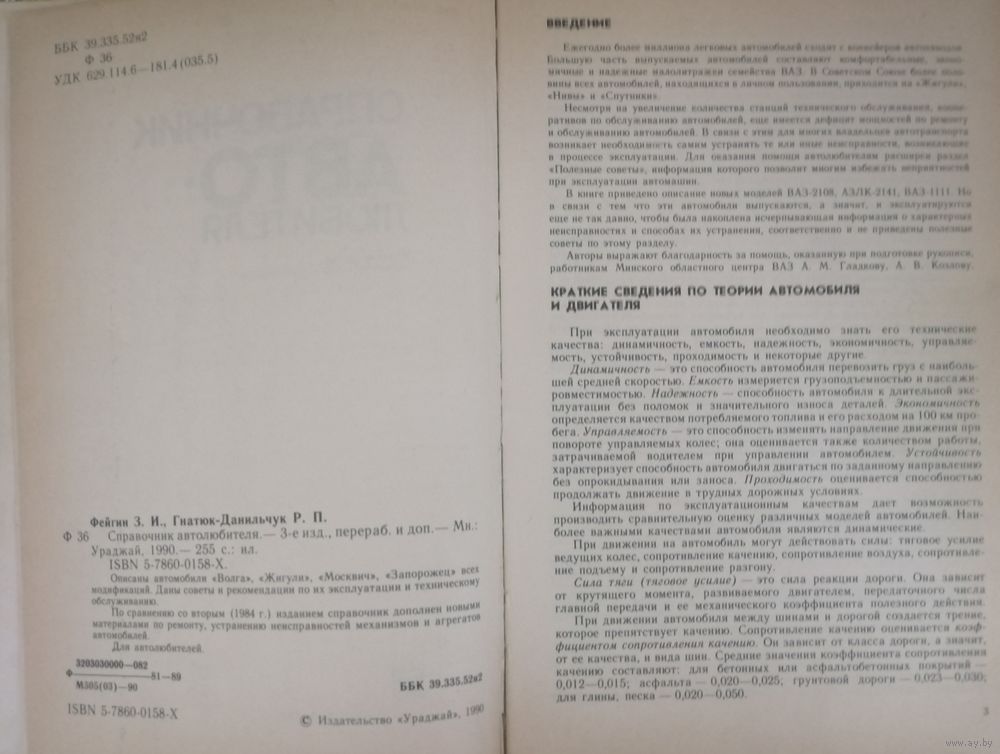 ББК 39.335.52я2
Ф 36
УДК 629.114.6—181.4(035.5)
Фейгин З. И., Гнатюк-Данильчук Р. П.
Ф 36 Справочник автолюбителя.— 3-е изд., перераб. и доп.— Мн.:
Ураджай, 1990.— 255 с.: ил.
ISBN 5-7860-0158-X.
Описаны автомобили «Волга», «Жигули», «Москвич», «Запорожец» всех
модификаций. Даны советы и рекомендации по их эксплуатации и техническому
обслуживанию.
По сравнению со вторым (1984 г.) изданием справочник дополнен новыми
материалами по ремонту, устранению неисправностей механизмов и агрегатов
автомобилей.
Для автолюбителей.
3203030000—082
Ф———81—89
М305(03)—90
ББК 39.335.52я2
ISBN 5-7860-0158-X
© Издательство «Ураджай», 1990
ВВЕДЕНИЕ
Ежегодно более миллиона легковых автомобилей сходит с конвейеров автозаводов.
Большую часть выпускаемых автомобилей составляют комфортабельные, эконо-
мичные и надежные малолитражки семейства ВАЗ. В Советском Союзе более поло-
вины всех автомобилей, находящихся в личном пользовании, приходится на «Жигули»,
«Нивы» и «Спутники».
Несмотря на увеличение количества станций технического обслуживания, кооп-
ративов по обслуживанию автомобилей, еще имеется дефицит мощностей по ремонту
и обслуживанию автомобилей. В связи с этим для многих владельцев автотранспорта
возникает необходимость самим устранять те или иные неисправности, возникающие
в процессе эксплуатации. Для оказания помощи автолюбителям расширен раздел
«Полезные советы», информация которого позволит многим избежать неприятностей
при эксплуатации автомашин.
В книге приведено описание новых моделей ВАЗ-2108, АЗЛК-2141, ВАЗ-1111. Но
в связи с тем что эти автомобили выпускаются, а значит, и эксплуатируются
еще не так давно, чтобы была накоплена исчерпывающая информация о характерных
неисправностях и способах их устранения, соответственно и не приведены полезные
советы по этому разделу.
Авторы выражают благодарность за помощь, оказанную при подготовке рукописи,
работникам Минского областного центра ВАЗ А. М. Гладкову, А. В. Козлову.
КРАТКИЕ СВЕДЕНИЯ ПО ТЕОРИИ АВТОМОБИЛЯ
И ДВИГАТЕЛЯ
При эксплуатации автомобиля необходимо знать его технические
качества: динамичность, емкость, надежность, экономичность, управляе-
мость, устойчивость, проходимость и некоторые другие.
Динамичность — это способность автомобиля перевозить груз с наиболь-
шей средней скоростью. Емкость измеряется грузоподъемностью и пассажи-
ровместимостью. Надежность — способность автомобиля к длительной экс-
плуатации без поломок и значительного износа деталей. Экономичность
определяется качеством потребляемого топлива и его расходом на 100 км про-
бега. Управляемость — это способность изменять направление движения при
повороте управляемых колес; она оценивается также количеством работы,
затрачиваемой водителем при управлении автомобилем. Устойчивость
характеризует способность автомобиля двигаться по заданному направлению
без опрокидывания или заноса. Проходимость оценивается способностью
продолжать движение в трудных дорожных условиях.
Информация по эксплуатационным качествам дает возможность
производить сравнительную оценку различных моделей автомобилей. Наи-
более важными качествами автомобиля являются динамические.
При движении на автомобиль могут действовать силы: тяговое усилие
ведущих колес, сопротивление качению, сопротивление воздуха, сопротивле-
ние подъему и сопротивление разгону.
Сила тяги (тяговое усилие) — это сила реакции дороги. Она зависит
от крутящего момента, развиваемого двигателем, передаточного числа
главной передачи и ее механического коэффициента полезного действия.
При движении автомобиля между шинами и дорогой создается трение,
которое препятствует качению. Сопротивление качению оценивается коэф-
фициентом сопротивления качению. Он зависит от класса дороги, а значит,
от ее качества, и вида шин. Средние значения коэффициента сопротивления
качению составляют: для бетонных или асфальтобетонных покрытий —
0,012—0,015; асфальта — 0,020—0,025; грунтовой дороги — 0,023—0,030;
для глины, песка — 0,020—0,050.
3
www.ay.by